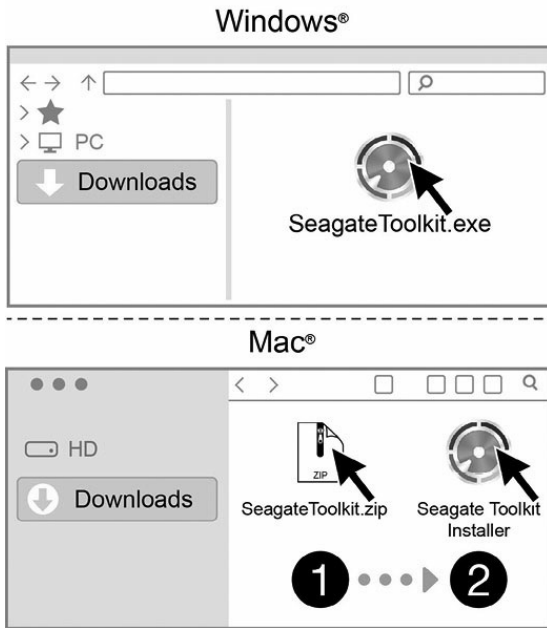 Windows®
PC
Downloads
SeagateToolkit.exe
Mac®
HD
Downloads
ZIP
SeagateToolkit.zip
Seagate Toolkit
Installer
1
2